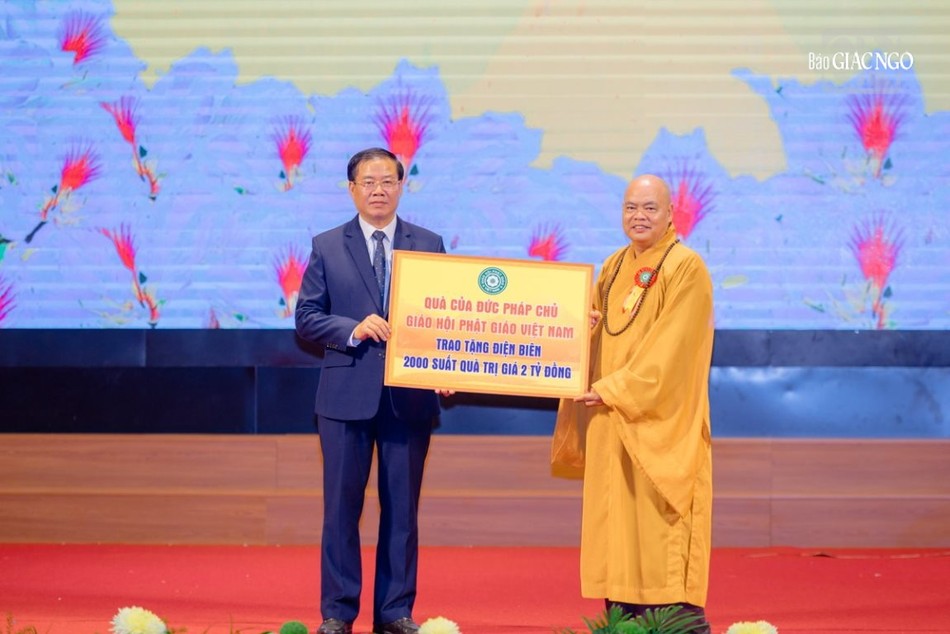 Báo GIÁC NGỘ
QUÀ CỦA ĐỨC PHÁP CHỦ
GIÁO HỘI PHẬT GIÁO VIỆT NAM
TRAO TẶNG ĐIỆN BIÊN
2000 SUẤT QUÀ TRỊ GIÁ 2 TỶ ĐỒNG